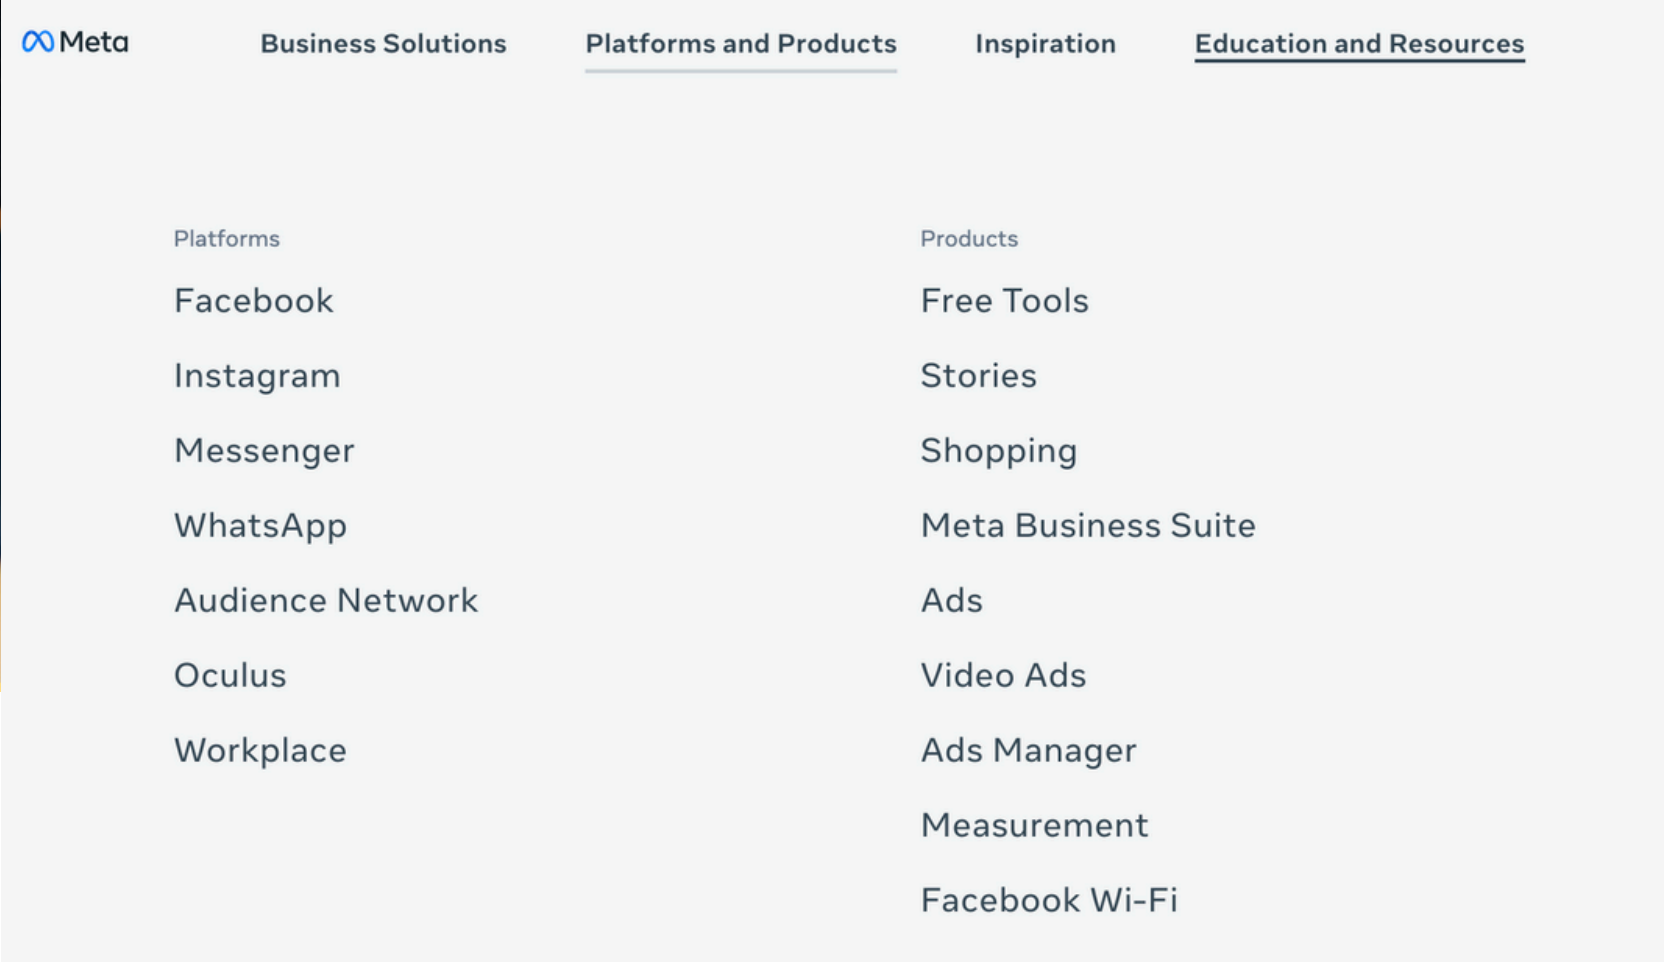 Meta Business Solutions Platforms and Products Inspiration Education and Resources
Platforms
Facebook
Instagram
Messenger
WhatsApp
Audience Network
Oculus
Workplace
Products
Free Tools
Stories
Shopping
Meta Business Suite
Ads
Video Ads
Ads Manager
Measurement
Facebook Wi-Fi